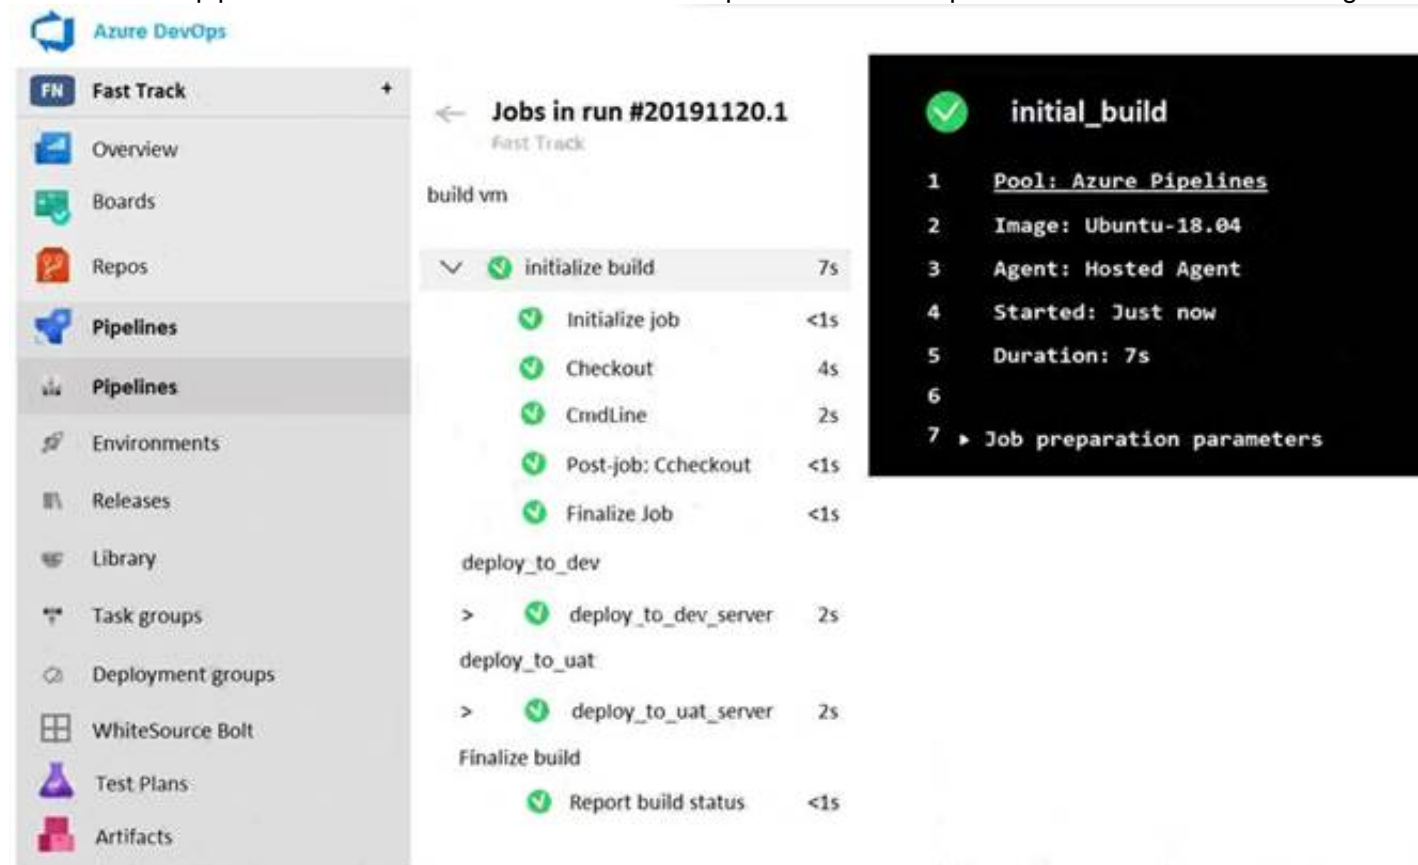 Azure DevOps
FN Fast Track +
Overview
Boards
Repos
Pipelines
Pipelines
Environments
Releases
Library
Task groups
Deployment groups
WhiteSource Bolt
Test Plans
Artifacts
Jobs in run #20191120.1
Fast Track
build vm
initialize build 7s
Initialize job <1s
Checkout 4s
CmdLine 2s
Post-job: Ccheckout <1s
Finalize Job <1s
deploy_to_dev
> deploy_to_dev_server 2s
deploy_to_uat
> deploy_to_uat_server 2s
Finalize build
Report build status <1s
initial_build
1 Pool: Azure Pipelines
2 Image: Ubuntu-18.04
3 Agent: Hosted Agent
4 Started: Just now
5 Duration: 7s
6
7 ▸ Job preparation parameters